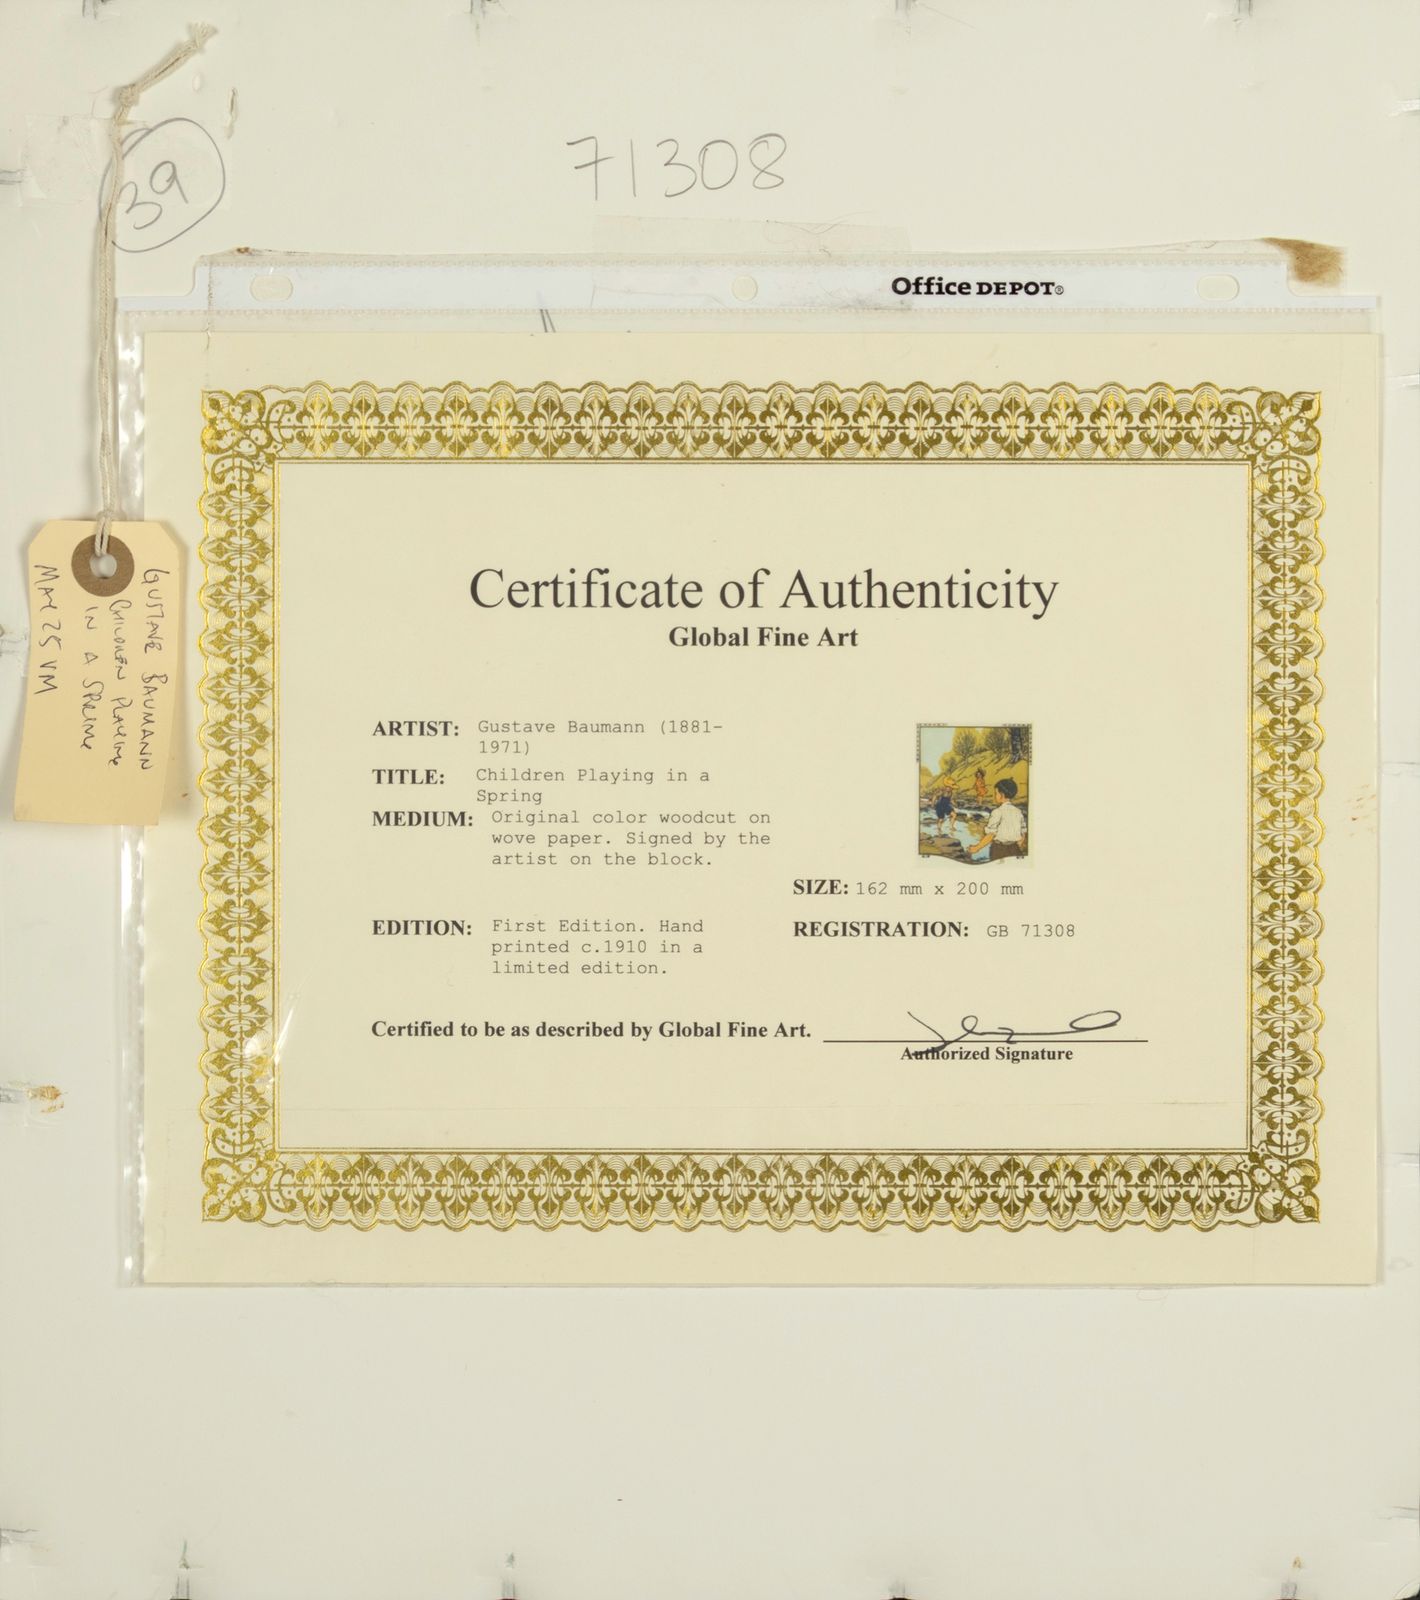 39
71308
Office DEPOT®
Certificate of Authenticity
Global Fine Art
ARTIST: Gustave Baumann (1881-
1971)
TITLE: Children Playing in a
Spring
MEDIUM: Original color woodcut on
wove paper. Signed by the
artist on the block.
SIZE: 162 mm x 200 mm
EDITION: First Edition. Hand
printed c.1910 in a
limited edition.
REGISTRATION: GB 71308
Certified to be as described by Global Fine Art.
Authorized Signature
GUSTAVE BAUMANN
CHILDREN PLAYING
IN A SPRING
MAY 25 VM